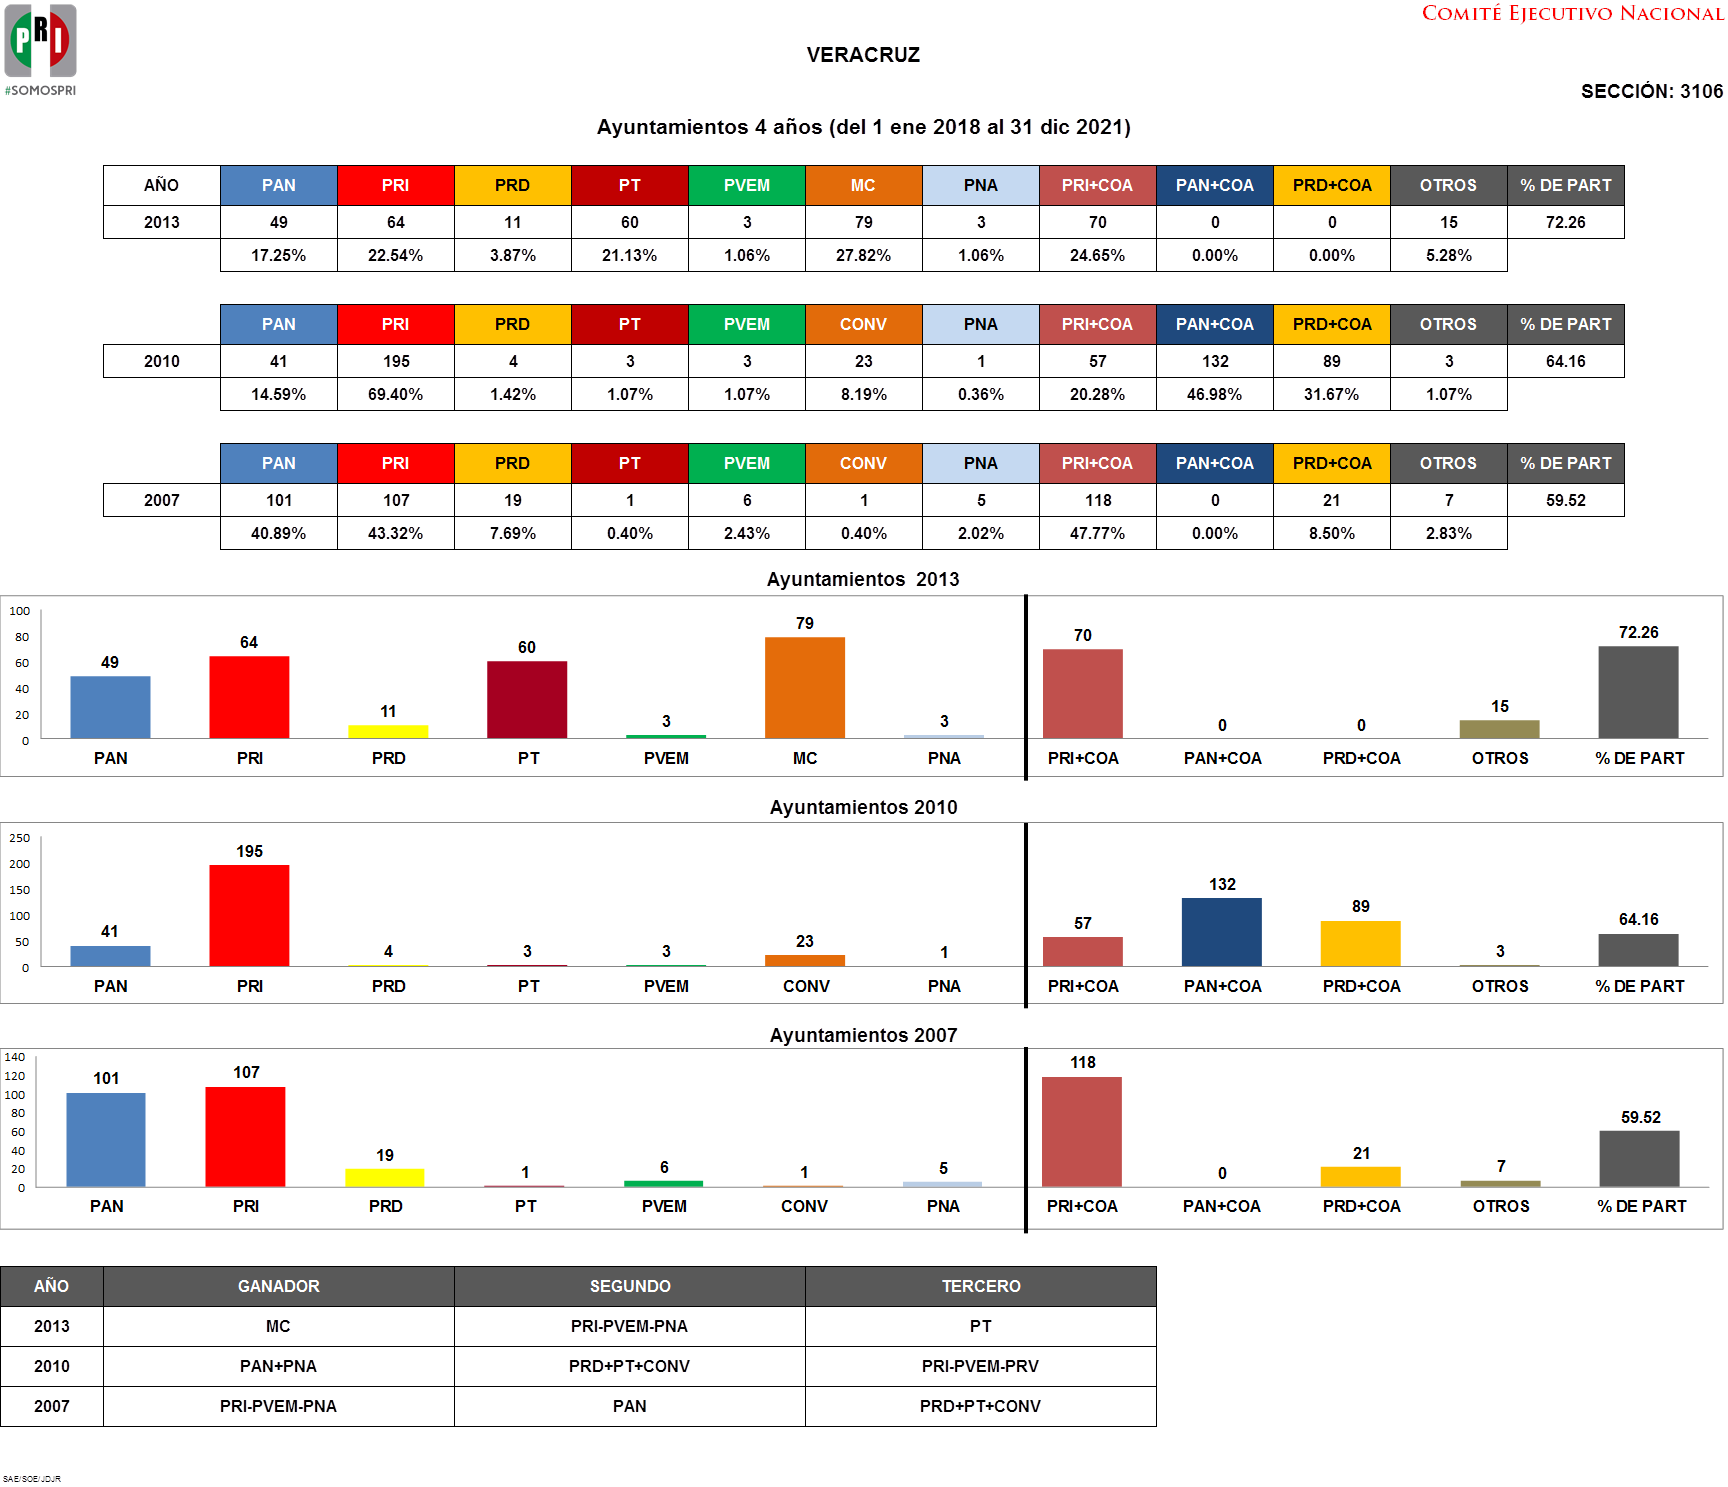 PRI
#SOMOSPRI
COMITÉ EJECUTIVO NACIONAL
VERACRUZ
SECCIÓN: 3106
Ayuntamientos 4 años (del 1 ene 2018 al 31 dic 2021)
AÑO PAN PRI PRD PT PVEM MC PNA PRI+COA PAN+COA PRD+COA OTROS % DE PART
2013 49 64 11 60 3 79 3 70 0 0 15 72.26
17.25% 22.54% 3.87% 21.13% 1.06% 27.82% 1.06% 24.65% 0.00% 0.00% 5.28%
PAN PRI PRD PT PVEM CONV PNA PRI+COA PAN+COA PRD+COA OTROS % DE PART
2010 41 195 4 3 3 23 1 57 132 89 3 64.16
14.59% 69.40% 1.42% 1.07% 1.07% 8.19% 0.36% 20.28% 46.98% 31.67% 1.07%
PAN PRI PRD PT PVEM CONV PNA PRI+COA PAN+COA PRD+COA OTROS % DE PART
2007 101 107 19 1 6 1 5 118 0 21 7 59.52
40.89% 43.32% 7.69% 0.40% 2.43% 0.40% 2.02% 47.77% 0.00% 8.50% 2.83%
Ayuntamientos 2013
100
80
60
40
20
0
49 64 11 60 3 79 3 70 0 0 15 72.26
PAN PRI PRD PT PVEM MC PNA PRI+COA PAN+COA PRD+COA OTROS % DE PART
Ayuntamientos 2010
250
200
150
100
50
0
41 195 4 3 3 23 1 57 132 89 3 64.16
PAN PRI PRD PT PVEM CONV PNA PRI+COA PAN+COA PRD+COA OTROS % DE PART
Ayuntamientos 2007
140
120
100
80
60
40
20
0
101 107 19 1 6 1 5 118 0 21 7 59.52
PAN PRI PRD PT PVEM CONV PNA PRI+COA PAN+COA PRD+COA OTROS % DE PART
AÑO GANADOR SEGUNDO TERCERO
2013 MC PRI-PVEM-PNA PT
2010 PAN+PNA PRD+PT+CONV PRI-PVEM-PRV
2007 PRI-PVEM-PNA PAN PRD+PT+CONV
SAE/SOE/JDJR